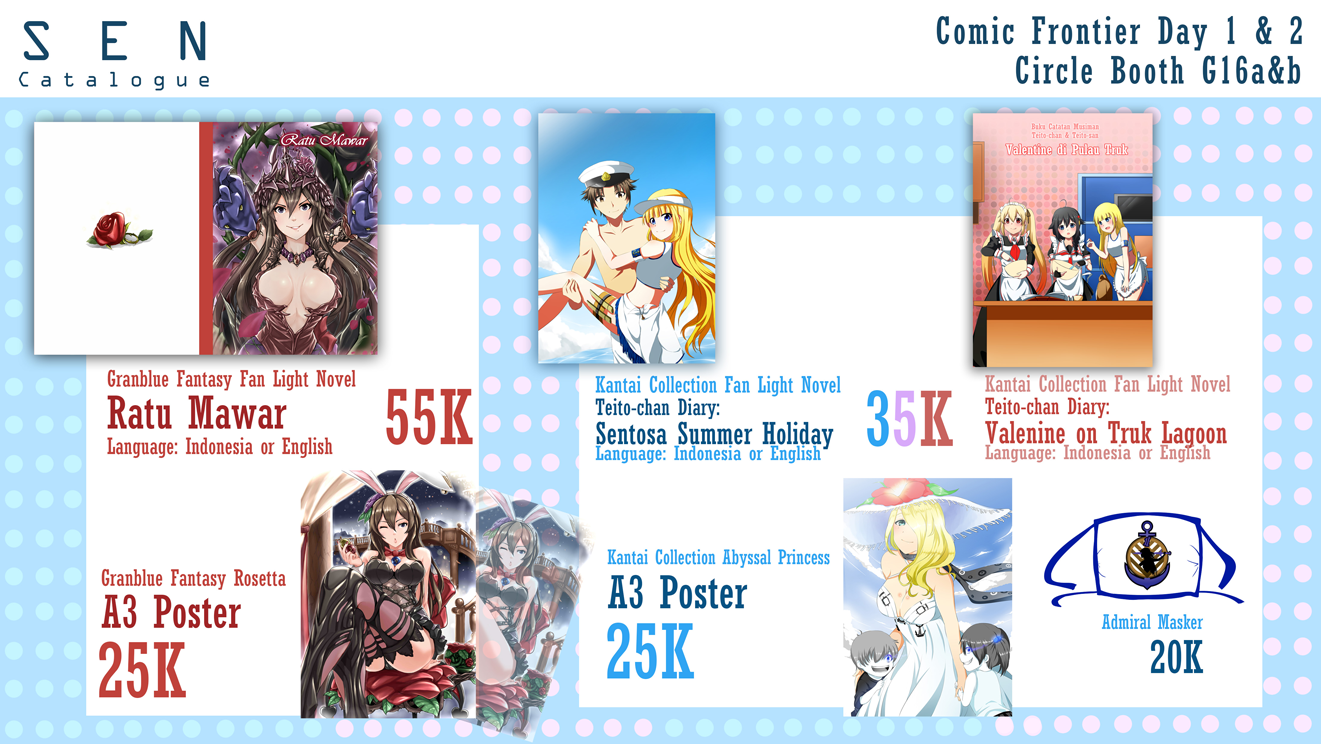 SEN
Catalogue
Comic Frontier Day 1 & 2
Circle Booth G16a&b
Ratu Mawar
Granblue Fantasy Fan Light Novel
Ratu Mawar
Language: Indonesia or English
55K
Granblue Fantasy Rosetta
A3 Poster
25K
Kantai Collection Fan Light Novel
Teito-chan Diary:
Sentosa Summer Holiday
Language: Indonesia or English
35K
Buku Catatan Musiman
Teito-chan & Teito-san
Valentine di Pulau Truk
Kantai Collection Fan Light Novel
Teito-chan Diary:
Valenine on Truk Lagoon
Language: Indonesia or English
Kantai Collection Abyssal Princess
A3 Poster
25K
Admiral Masker
20K